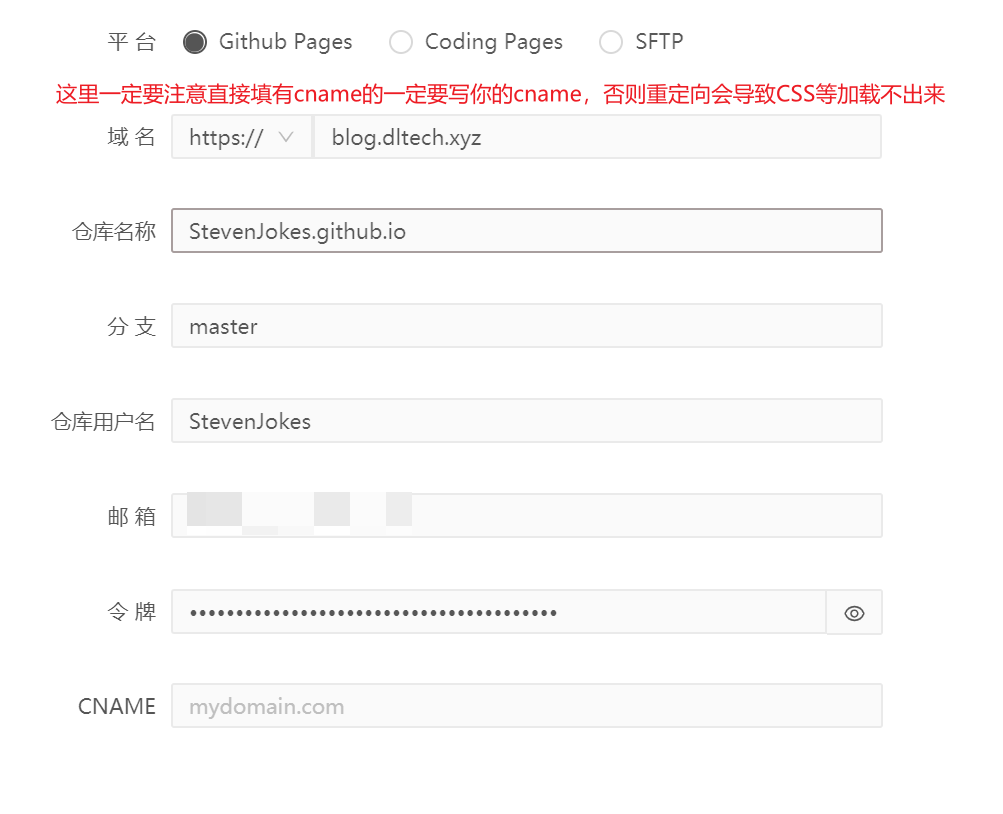 平 台 Github Pages Coding Pages SFTP
这里一定要注意直接填有cname的一定要写你的cname，否则重定向会导致CSS等加载不出来
域 名 https:// blog.dltech.xyz
仓库名称 StevenJokes.github.io
分 支 master
仓库用户名 StevenJokes
邮 箱
令 牌 ••••••••••••••••••••••••••••••••••••••••
CNAME mydomain.com